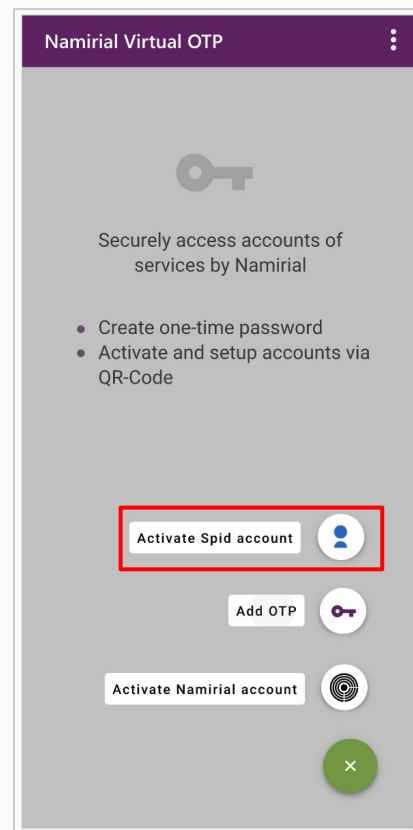 Namirial Virtual OTP
Securely access accounts of
services by Namirial
Create one-time password
Activate and setup accounts via
QR-Code
Activate Spid account
Add OTP
Activate Namirial account